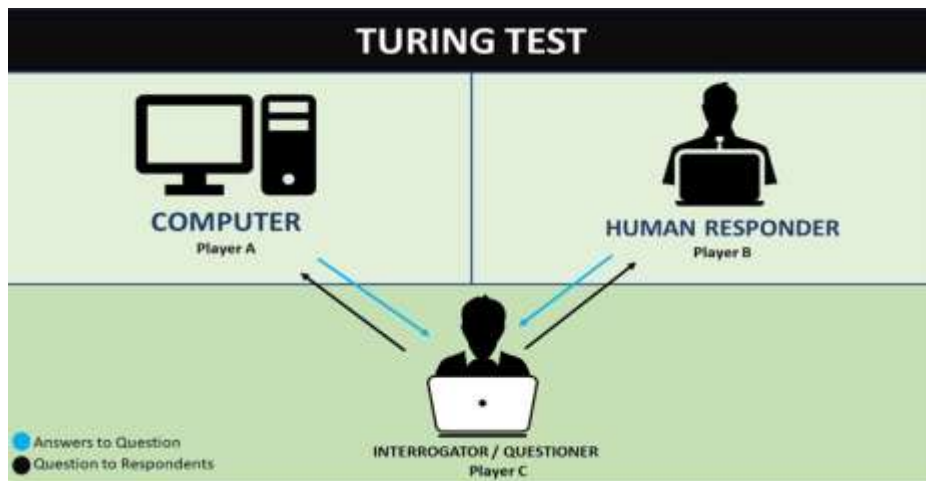 TURING TEST
COMPUTER
Player A
HUMAN RESPONDER
Player B
INTERROGATOR / QUESTIONER
Player C
Answers to Question
Question to Respondents